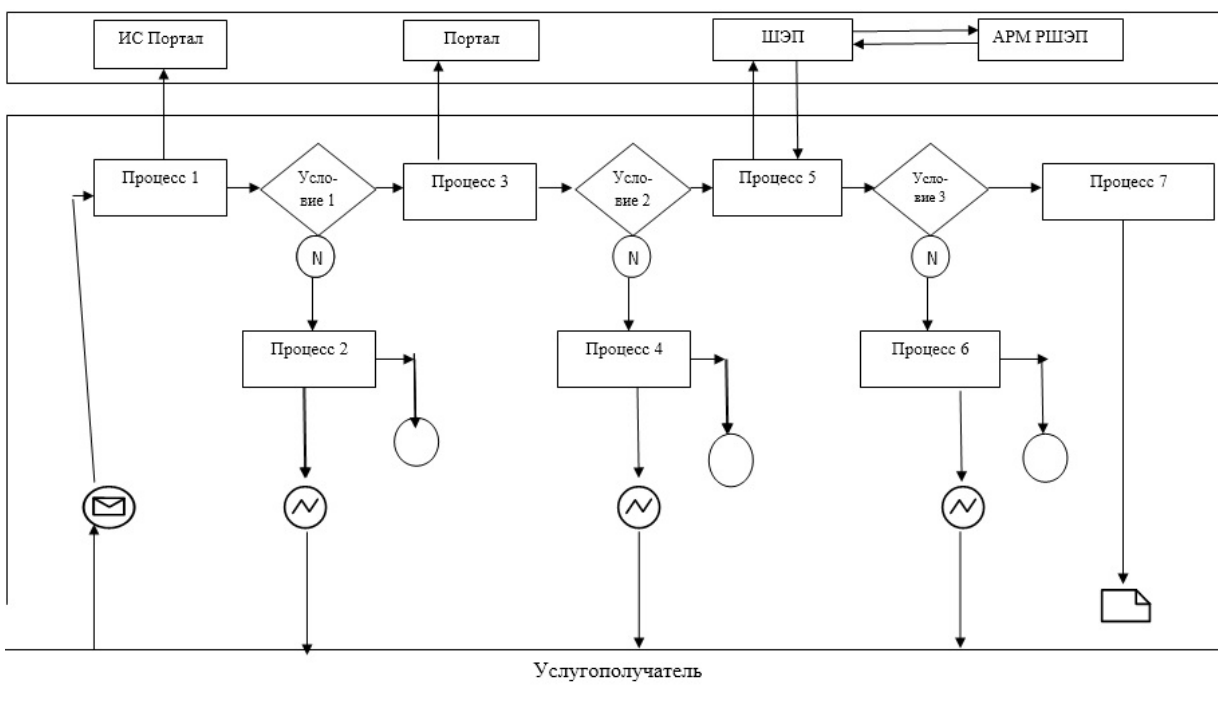 ИС Портал
Портал
ШЭП
АРМ РШЭП
Процесс 1
Усло-
вие 1
Процесс 3
Усло-
вие 2
Процесс 5
Усло-
вие 3
Процесс 7
N
N
N
Процесс 2
Процесс 4
Процесс 6
Услугополучатель